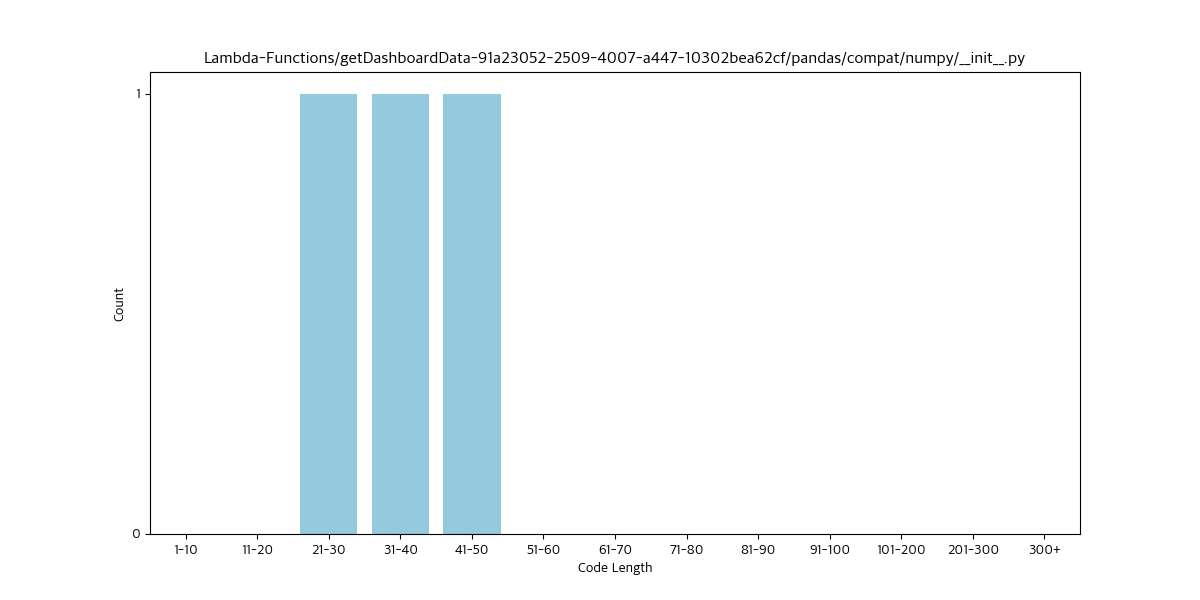 Lambda-Functions/getDashboardData-91a23052-2509-4007-a447-10302bea62cf/pandas/compat/numpy/__init__.py
1
Count
0
1-10 11-20 21-30 31-40 41-50 51-60 61-70 71-80 81-90 91-100 101-200 201-300 300+
Code Length